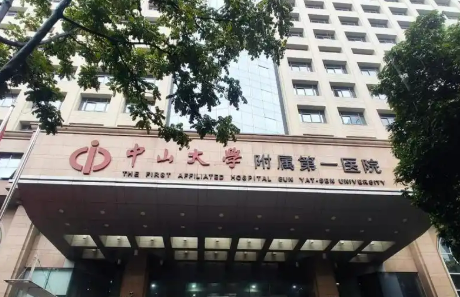 中山大学附属第一医院
THE FIRST AFFILIATED HOSPITAL SUN YAT-SEN UNIVERSITY